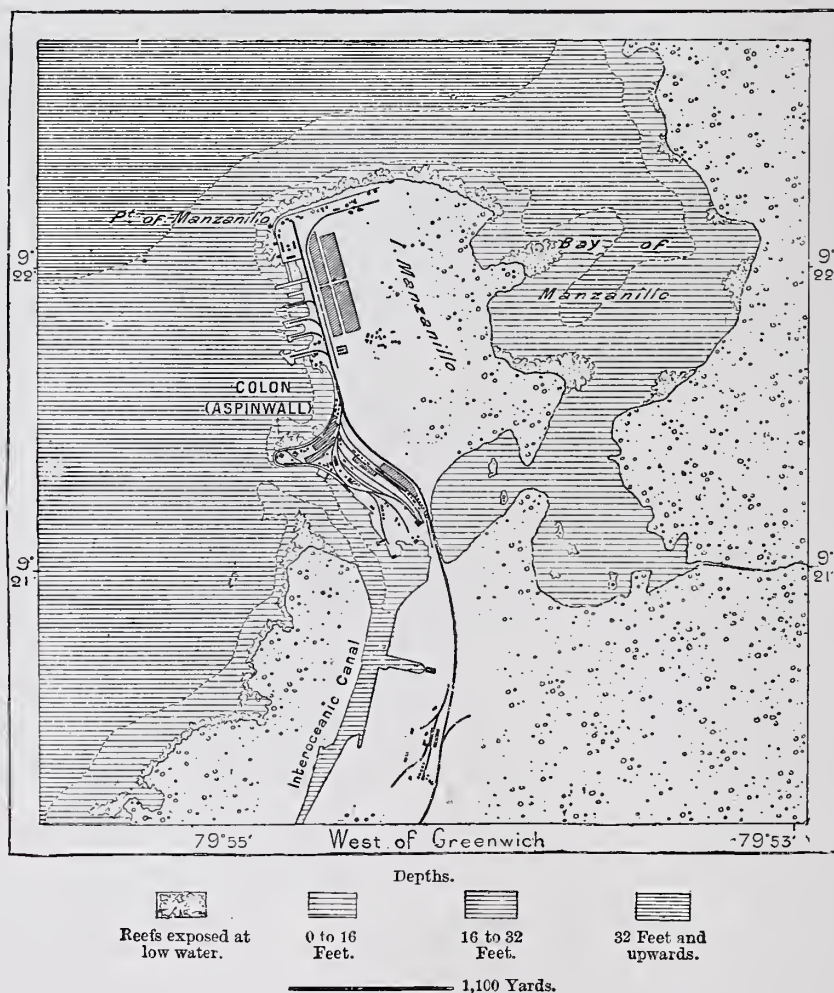 Pt. of Manzanillo
9°
22'
9°
22'
I. Manzanillo
Bay of
Manzanillo
COLON
(ASPINWALL)
9°
21'
9°
21'
Interoceanic Canal
79°55'
West of Greenwich
79°53'
Depths.
Reefs exposed at
low water.
0 to 16
Feet.
16 to 32
Feet.
32 Feet and
upwards.
1,100 Yards.